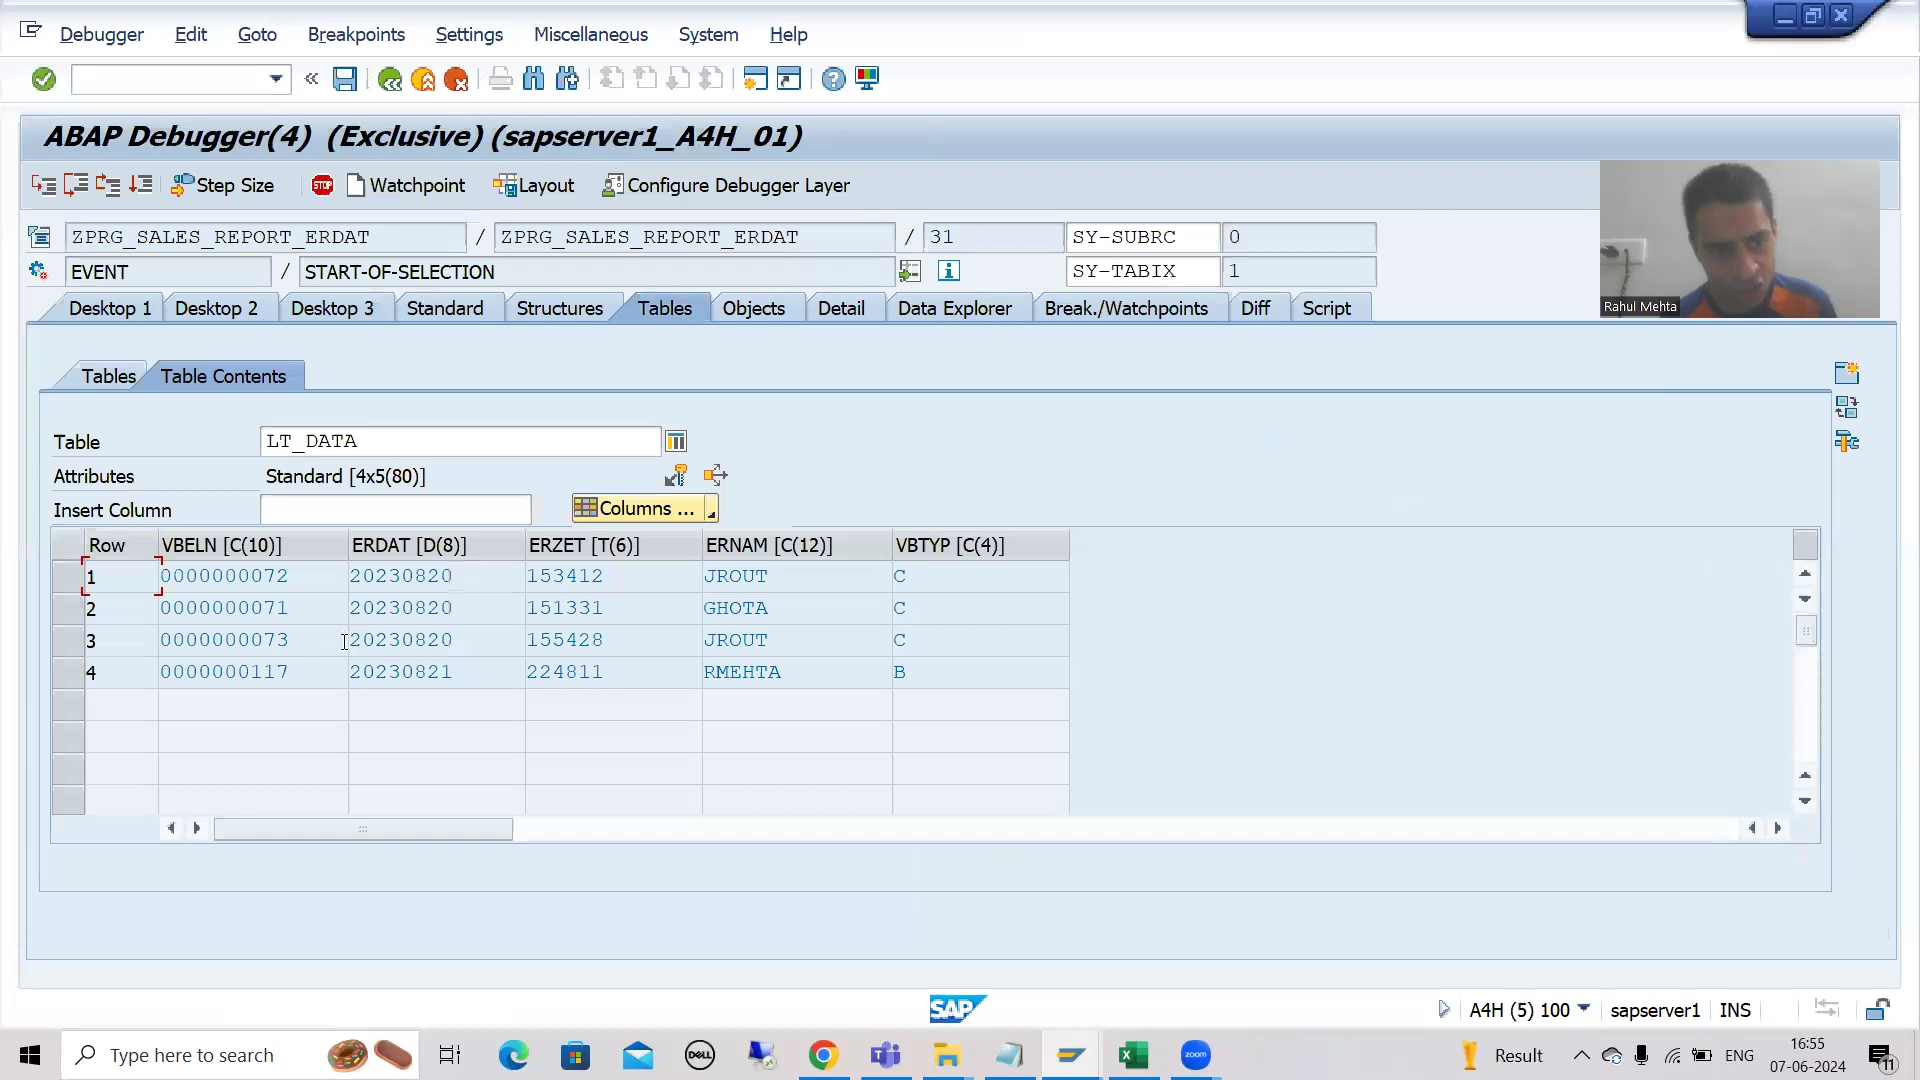 Debugger Edit Goto Breakpoints Settings Miscellaneous System Help
ABAP Debugger(4) (Exclusive) (sapserver1_A4H_01)
Step Size STOP Watchpoint Layout Configure Debugger Layer
ZPRG_SALES_REPORT_ERDAT / ZPRG_SALES_REPORT_ERDAT / 31 SY-SUBRC 0
EVENT / START-OF-SELECTION SY-TABIX 1
Rahul Mehta
Desktop 1 Desktop 2 Desktop 3 Standard Structures Tables Objects Detail Data Explorer Break./Watchpoints Diff Script
Tables Table Contents
Table LT_DATA
Attributes Standard [4x5(80)]
Insert Column Columns ...
Row VBELN [C(10)] ERDAT [D(8)] ERZET [T(6)] ERNAM [C(12)] VBTYP [C(4)]
1 0000000072 20230820 153412 JROUT C
2 0000000071 20230820 151331 GHOTA C
3 0000000073 20230820 155428 JROUT C
4 0000000117 20230821 224811 RMEHTA B
SAP A4H (5) 100 sapserver1 INS
Type here to search DELL zoom Result ENG 16:55
07-06-2024 11